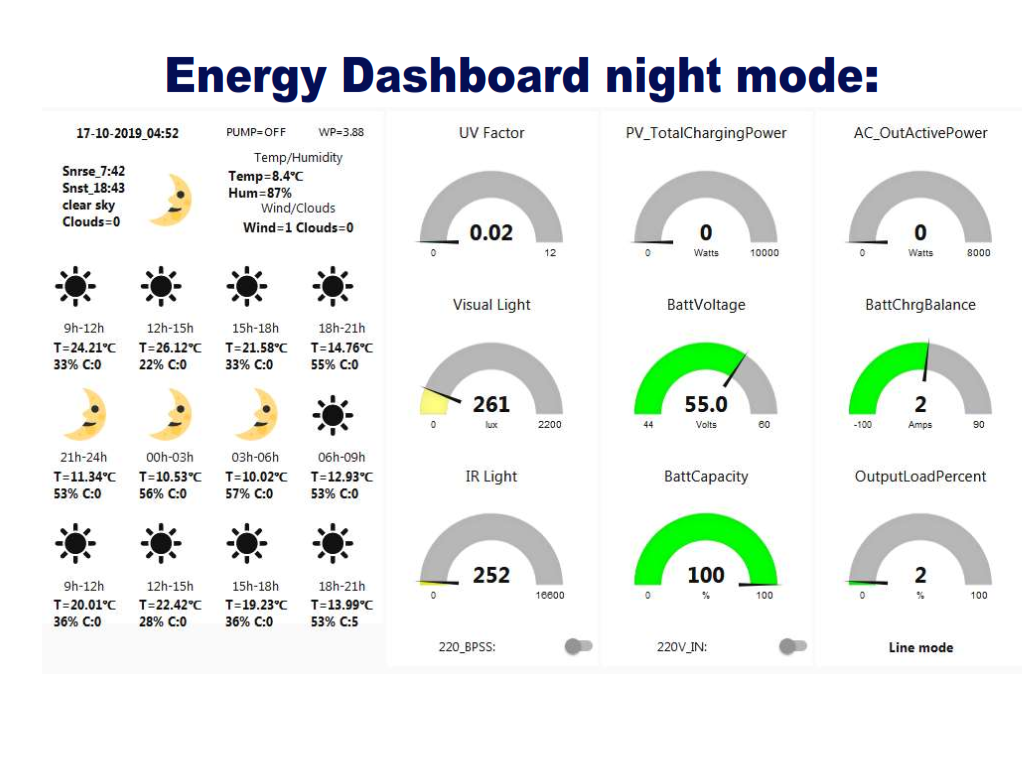 Energy Dashboard night mode:
17-10-2019_04:52
PUMP=OFF WP=3.88
Snrse_7:42
Snst_18:43
clear sky
Clouds=0
Temp/Humidity
Temp=8.4℃
Hum=87%
Wind/Clouds
Wind=1 Clouds=0
9h-12h 12h-15h 15h-18h 18h-21h
T=24.21℃ T=26.12℃ T=21.58℃ T=14.76℃
33% C:0 22% C:0 33% C:0 55% C:0
21h-24h 00h-03h 03h-06h 06h-09h
T=11.34℃ T=10.53℃ T=10.02℃ T=12.93℃
53% C:0 56% C:0 57% C:0 53% C:0
9h-12h 12h-15h 15h-18h 18h-21h
T=20.01℃ T=22.42℃ T=19.23℃ T=13.99℃
36% C:0 28% C:0 36% C:0 53% C:5
UV Factor
0.02
0 12
Visual Light
261
0 lux 2200
IR Light
252
0 16600
220_BPSS:
PV_TotalChargingPower
0
0 Watts 10000
BattVoltage
55.0
44 Volts 60
BattCapacity
100
0 % 100
220V_IN:
AC_OutActivePower
0
0 Watts 8000
BattChrgBalance
2
-100 Amps 90
OutputLoadPercent
2
0 % 100
Line mode